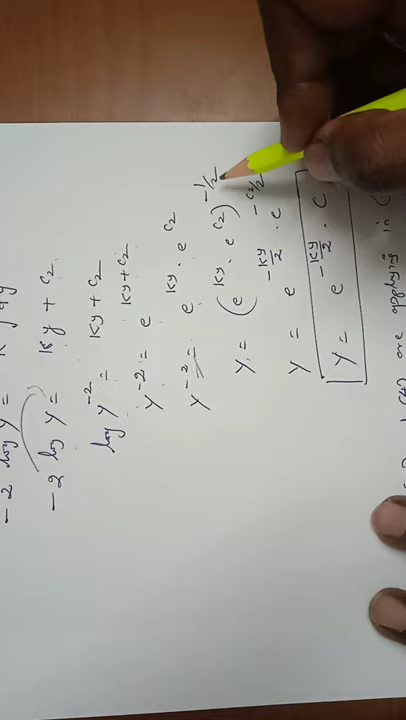 - 2 log Y = K
- 2 log Y = Ky + C2
log Y^-2 = Ky + C2
Y^-2 = e^Ky + C2
Y^-2 = e^Ky . e^C2
Y = (e^Ky . e^C2)^-1/2
Y = e^-Ky/2 . e^-C2/2
Y = e^-Ky/2 . C
(4) are applying in